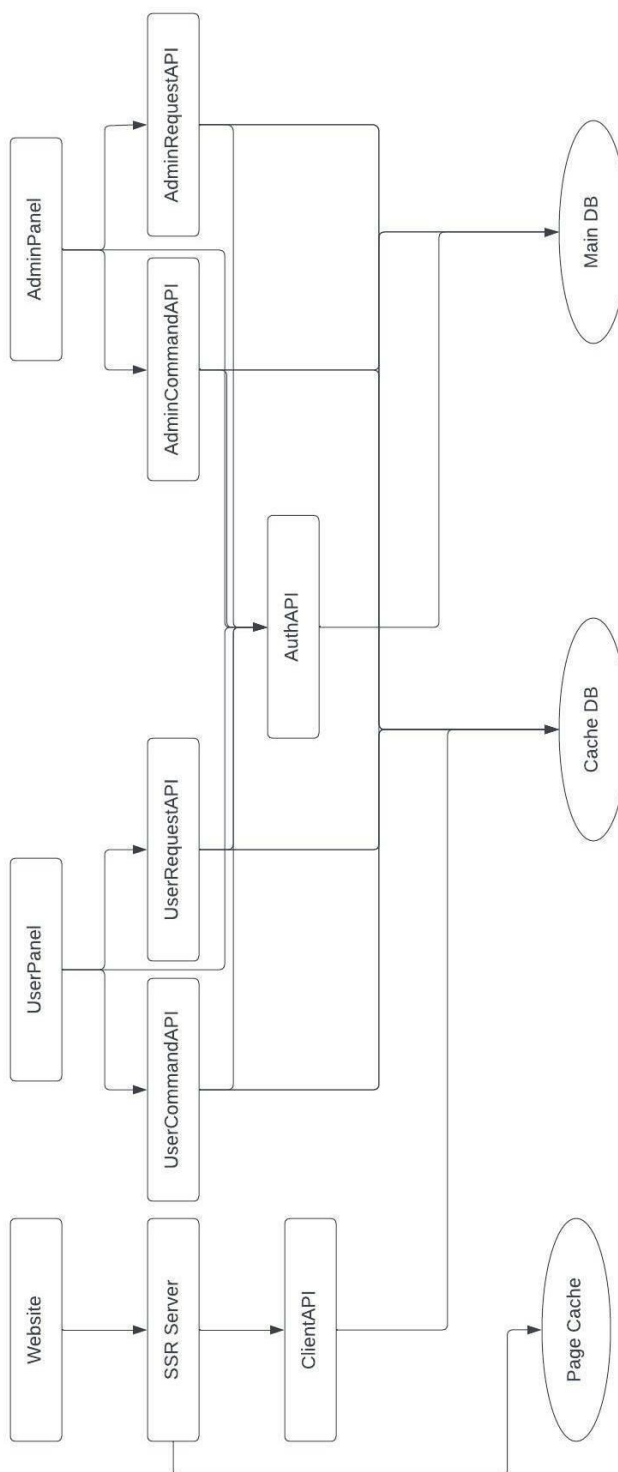 Website
UserPanel
AdminPanel
SSR Server
UserCommandAPI
UserRequestAPI
AdminCommandAPI
AdminRequestAPI
ClientAPI
AuthAPI
Page Cache
Cache DB
Main DB